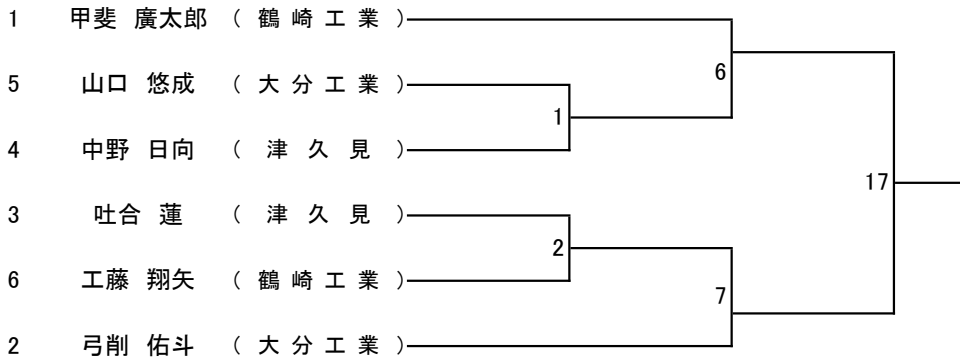 1 甲斐 廣太郎 ( 鶴 崎 工 業 )
6
5 山口 悠成 ( 大 分 工 業 )
1
4 中野 日向 ( 津 久 見 )
17
3 吐合 蓮 ( 津 久 見 )
2
6 工藤 翔矢 ( 鶴 崎 工 業 )
7
2 弓削 佑斗 ( 大 分 工 業 )